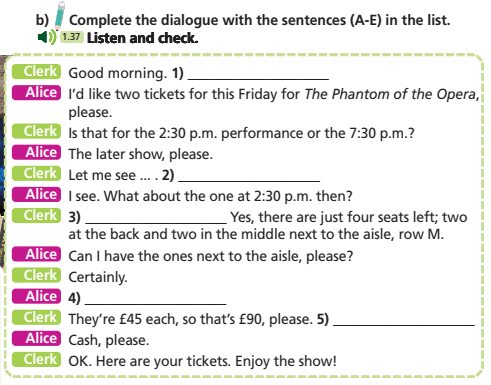 b) Complete the dialogue with the sentences (A-E) in the list.
1.37 Listen and check.
Clerk Good morning. 1) ____________________
Alice I'd like two tickets for this Friday for The Phantom of the Opera,
please.
Clerk Is that for the 2:30 p.m. performance or the 7:30 p.m.?
Alice The later show, please.
Clerk Let me see ... . 2) ____________________
Alice I see. What about the one at 2:30 p.m. then?
Clerk 3) ____________________ Yes, there are just four seats left; two
at the back and two in the middle next to the aisle, row M.
Alice Can I have the ones next to the aisle, please?
Clerk Certainly.
Alice 4) ____________________
Clerk They're £45 each, so that's £90, please. 5) ____________________
Alice Cash, please.
Clerk OK. Here are your tickets. Enjoy the show!